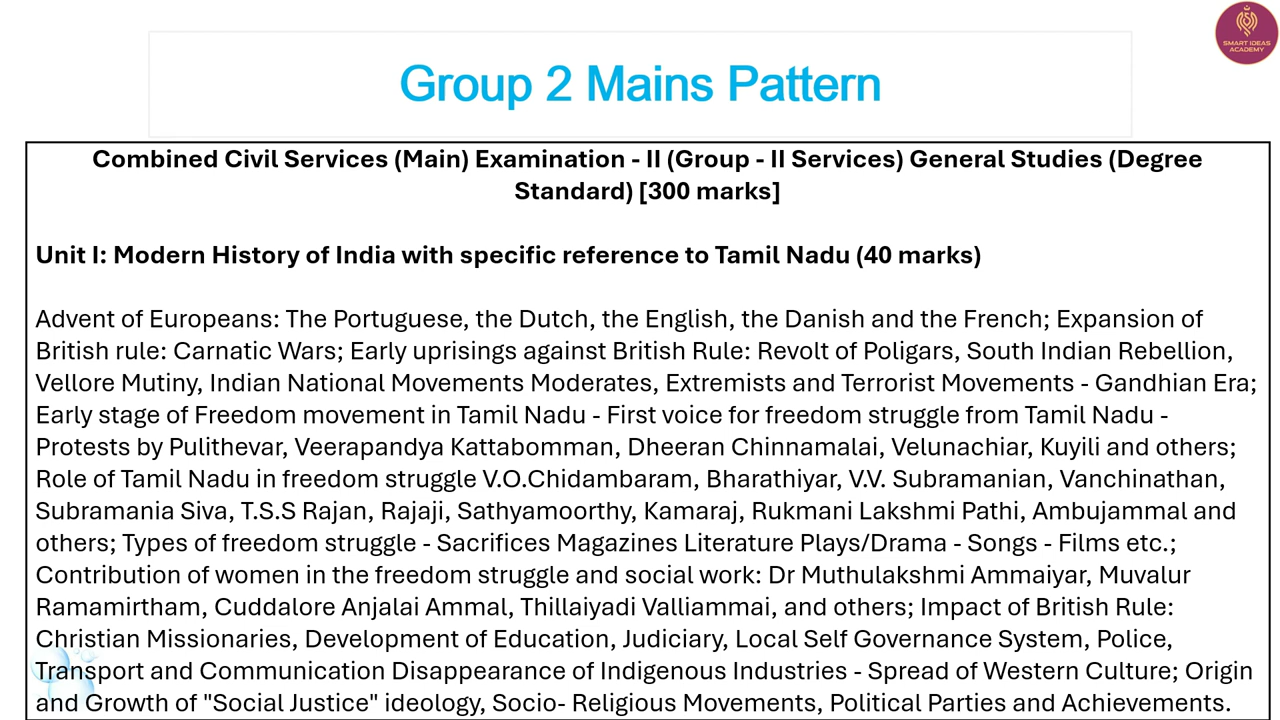 SMART IDEAS
ACADEMY
Group 2 Mains Pattern
Combined Civil Services (Main) Examination - II (Group - II Services) General Studies (Degree
Standard) [300 marks]
Unit I: Modern History of India with specific reference to Tamil Nadu (40 marks)
Advent of Europeans: The Portuguese, the Dutch, the English, the Danish and the French; Expansion of
British rule: Carnatic Wars; Early uprisings against British Rule: Revolt of Poligars, South Indian Rebellion,
Vellore Mutiny, Indian National Movements Moderates, Extremists and Terrorist Movements - Gandhian Era;
Early stage of Freedom movement in Tamil Nadu - First voice for freedom struggle from Tamil Nadu -
Protests by Pulithevar, Veerapandya Kattabomman, Dheeran Chinnamalai, Velunachiar, Kuyili and others;
Role of Tamil Nadu in freedom struggle V.O.Chidambaram, Bharathiyar, V.V. Subramanian, Vanchinathan,
Subramania Siva, T.S.S Rajan, Rajaji, Sathyamoorthy, Kamaraj, Rukmani Lakshmi Pathi, Ambujammal and
others; Types of freedom struggle - Sacrifices Magazines Literature Plays/Drama - Songs - Films etc.;
Contribution of women in the freedom struggle and social work: Dr Muthulakshmi Ammaiyar, Muvalur
Ramamirtham, Cuddalore Anjalai Ammal, Thillaiyadi Valliammai, and others; Impact of British Rule:
Christian Missionaries, Development of Education, Judiciary, Local Self Governance System, Police,
Transport and Communication Disappearance of Indigenous Industries - Spread of Western Culture; Origin
and Growth of "Social Justice" ideology, Socio- Religious Movements, Political Parties and Achievements.